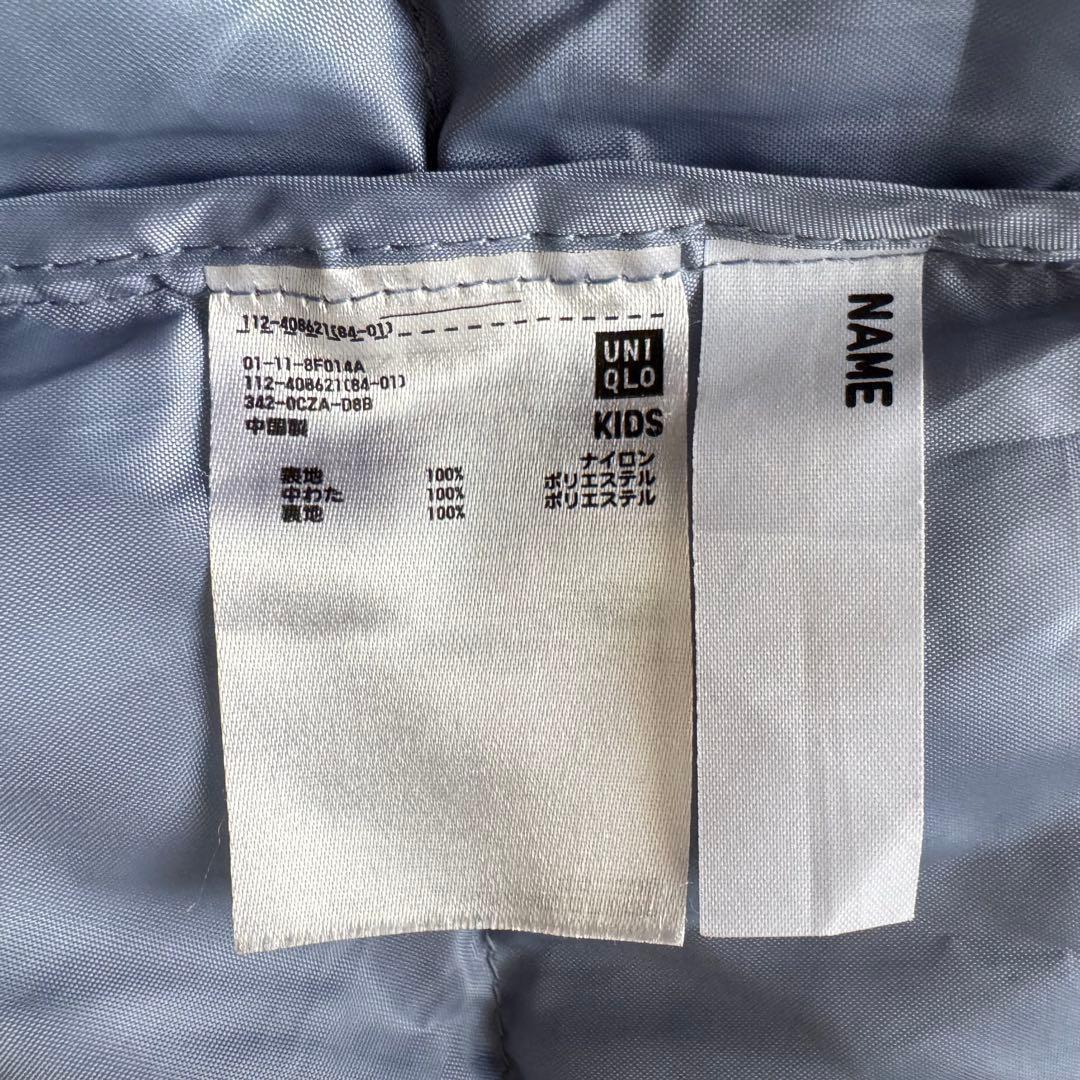 112-408621(84-01)
01-11-8F014A
112-408621(84-01)
342-0CZA-D8B
中国製
UNI
QLO
KIDS
表地 100% ナイロン
中わた 100% ポリエステル
裏地 100% ポリエステル
NAME